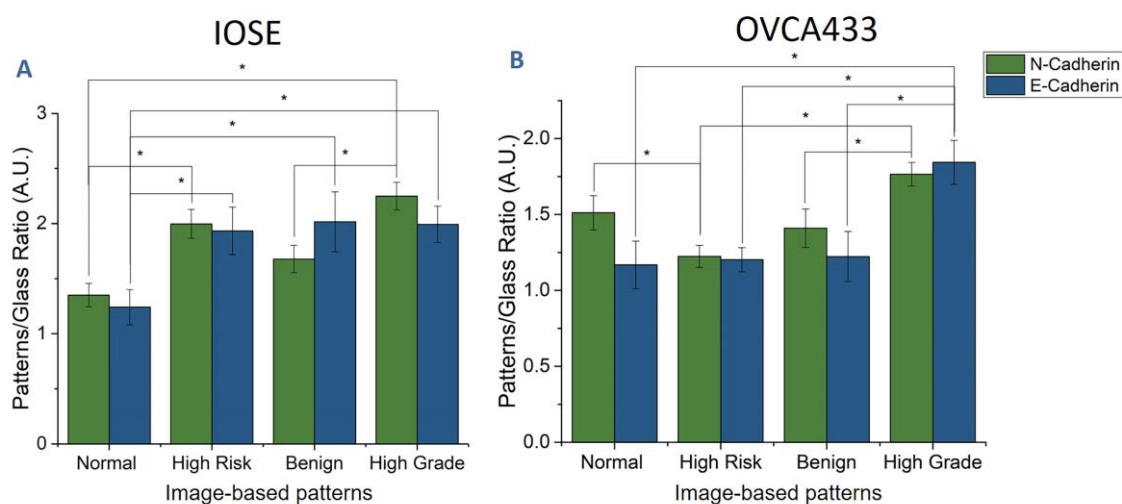 IOSE
A
*
*
*
*
*
*
3
2
1
0
Patterns/Glass Ratio (A.U.)
Normal
High Risk
Benign
High Grade
Image-based patterns
OVCA433
B
N-Cadherin
E-Cadherin
*
*
*
*
*
*
2.0
1.5
1.0
0.5
0.0
Patterns/Glass Ratio (A.U.)
Normal
High Risk
Benign
High Grade
Image-based patterns